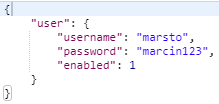 {
    "user": {
        "username": "marsto",
        "password": "marcin123",
        "enabled": 1
    }
}